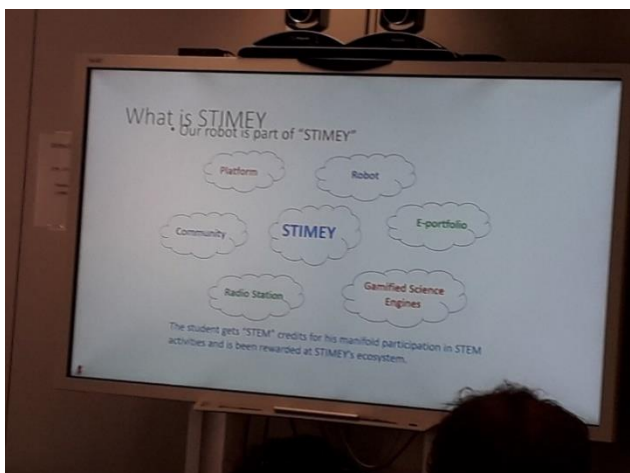 What is STIMEY
• Our robot is part of "STIMEY"
Platform
Robot
Community
STIMEY
E-portfolio
Radio Station
Gamified Science
Engines
The student gets "STEM" credits for his manifold participation in STEM
activities and is been rewarded at STIMEY's ecosystem.